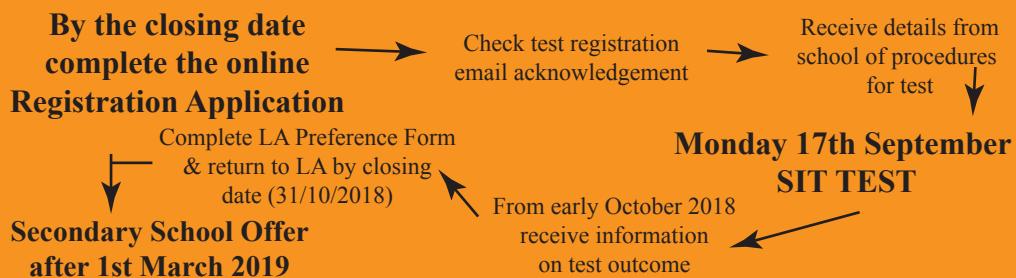 By the closing date
complete the online
Registration Application
Check test registration
email acknowledgement
Receive details from
school of procedures
for test
Monday 17th September
SIT TEST
From early October 2018
receive information
on test outcome
Complete LA Preference Form
& return to LA by closing
date (31/10/2018)
Secondary School Offer
after 1st March 2019